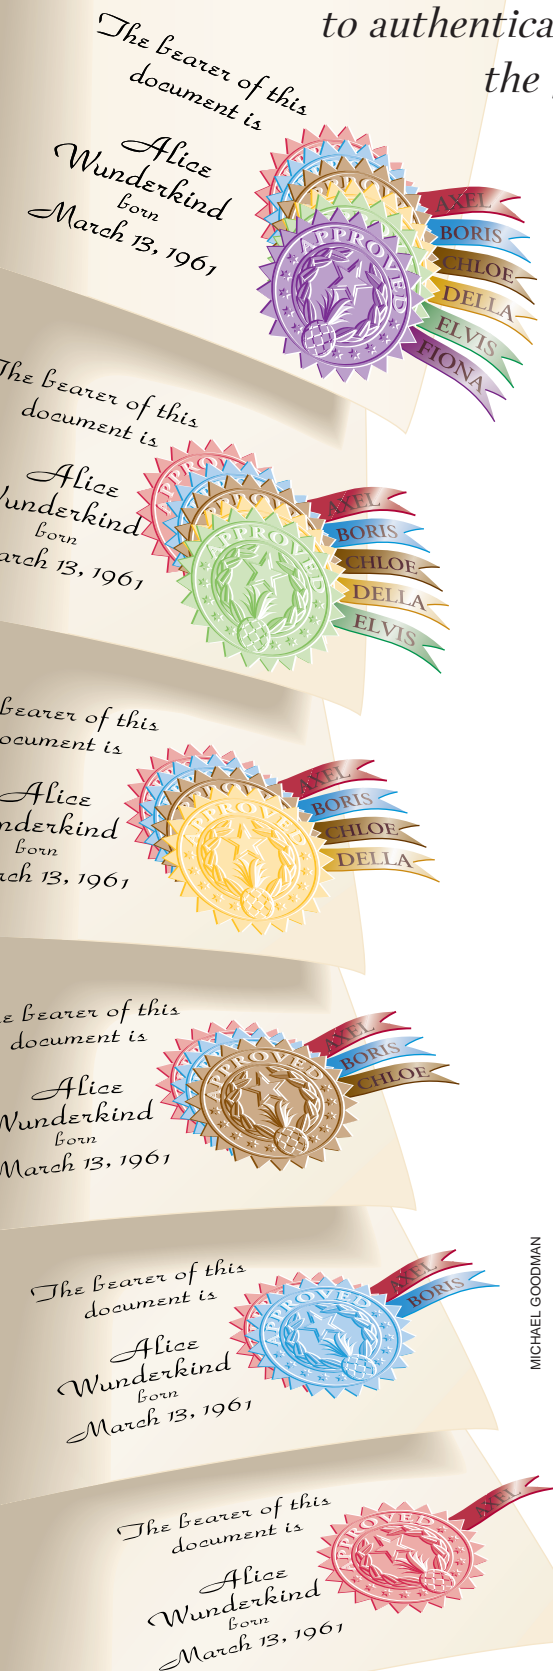 to authentica
the
The bearer of this
document is
Alice
Wunderkind
born
March 13, 1961
APPROVED
AXEL
BORIS
CHLOE
DELLA
ELVIS
FIONA
The bearer of this
document is
Alice
Wunderkind
born
arch 13, 1961
APPRO
APPROVED
AXEL
BORIS
CHLOE
DELLA
ELVIS
bearer of this
ocument is
Alice
nderkind
born
rch 13, 1961
APPROVED
AXEL
BORIS
CHLOE
DELLA
e bearer of this
document is
Alice
Wunderkind
born
March 13, 1961
APPROVED
AXEL
BORIS
CHLOE
The bearer of this
document is
Alice
Wunderkind
born
March 13, 1961
APPROVED
AXEL
BORIS
MICHAEL GOODMAN
The bearer of this
document is
Alice
Wunderkind
born
March 13, 1961
APPROVED
AXEL